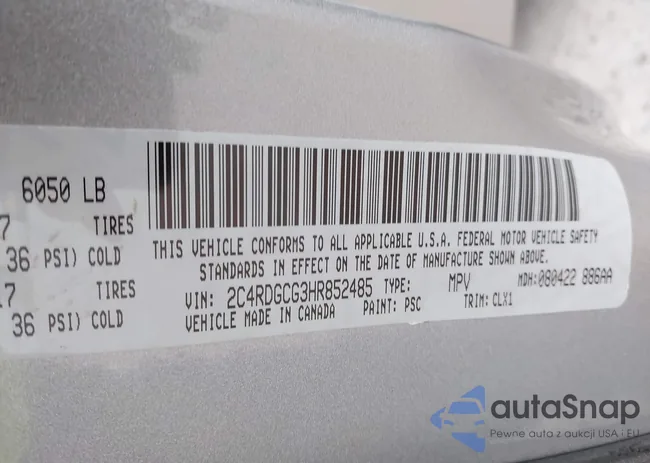 6050 LB
7 TIRES
36 PSI) COLD
17 TIRES
36 PSI) COLD
THIS VEHICLE CONFORMS TO ALL APPLICABLE U.S.A. FEDERAL MOTOR VEHICLE SAFETY
STANDARDS IN EFFECT ON THE DATE OF MANUFACTURE SHOWN ABOVE.
VIN: 2C4RDGCG3HR852485 TYPE: MPV MDH:080422 886AA
VEHICLE MADE IN CANADA PAINT: PSC TRIM: CLX1
autaSnap
Pewne auta z aukcji USA i EU